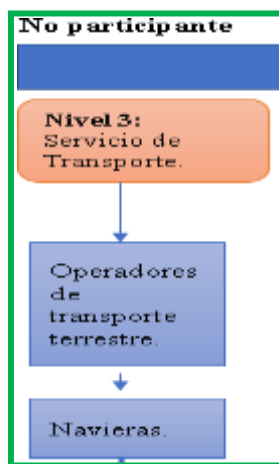 No participante
Nivel 3:
Servicio de
Transporte.
Operadores
de
transporte
terrestre.
Navieras.